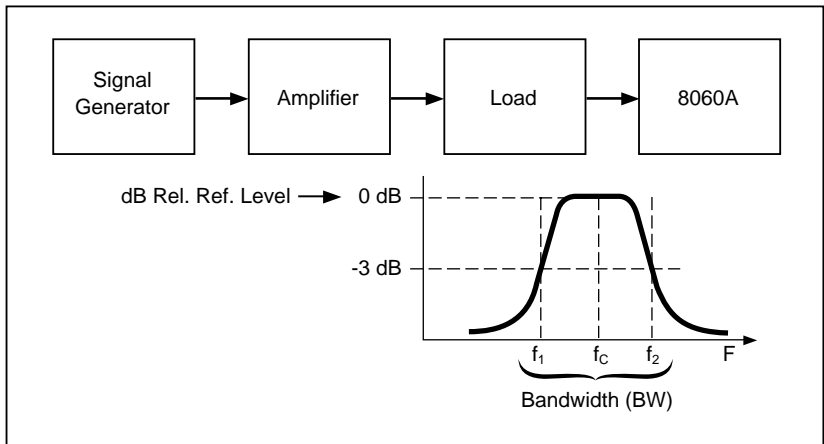 Signal
Generator
Amplifier
Load
8060A
dB Rel. Ref. Level
0 dB
-3 dB
f1
fC
f2
F
Bandwidth (BW)